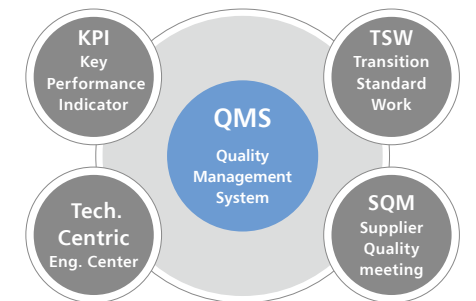 KPI
Key
Performance
Indicator
TSW
Transition
Standard
Work
QMS
Quality
Management
System
Tech.
Centric
Eng. Center
SQM
Supplier
Quality
meeting